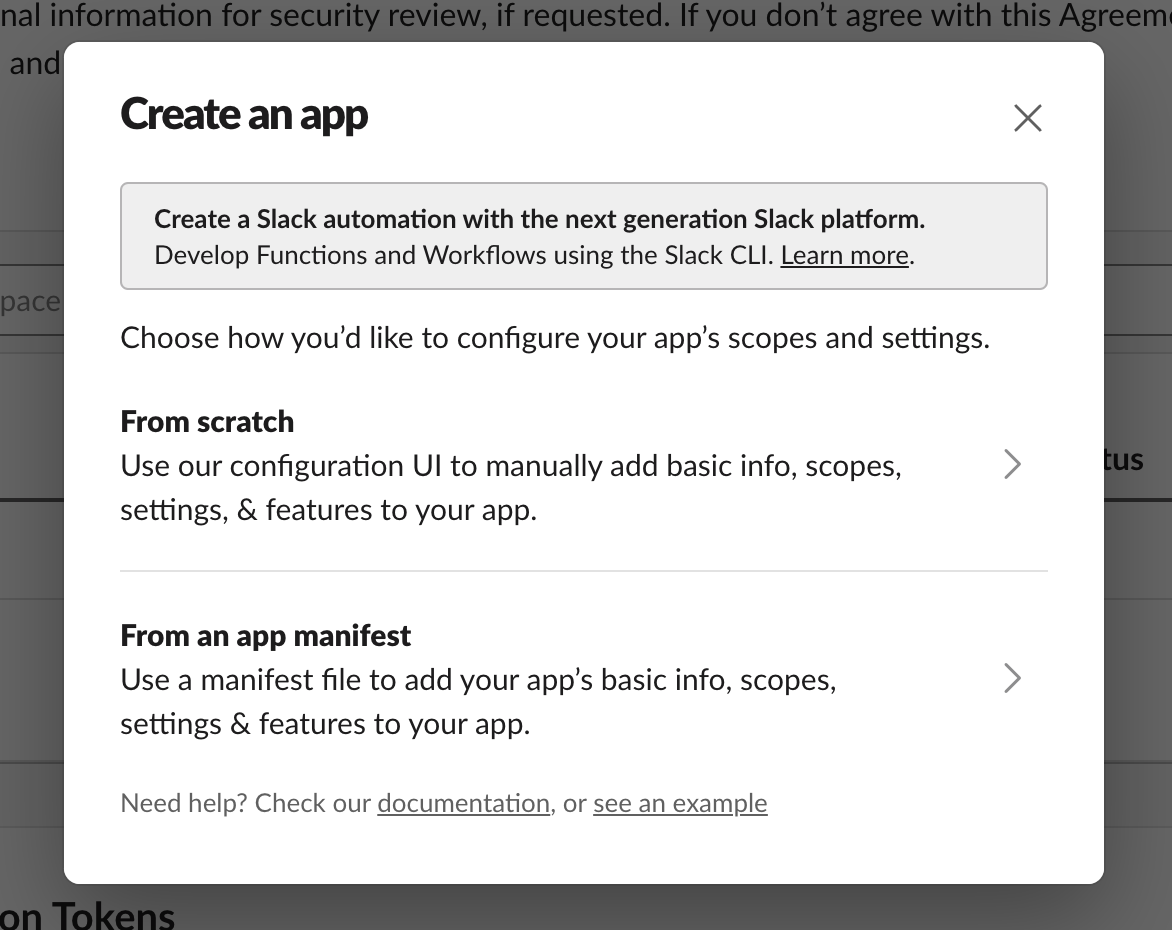 nal information for security review, if requested. If you don’t agree with this Agreem
and
Create an app
Create a Slack automation with the next generation Slack platform.
Develop Functions and Workflows using the Slack CLI. Learn more.
pace
Choose how you’d like to configure your app’s scopes and settings.
From scratch
Use our configuration UI to manually add basic info, scopes,
settings, & features to your app.
tus
From an app manifest
Use a manifest file to add your app’s basic info, scopes,
settings & features to your app.
Need help? Check our documentation, or see an example
on Tokens